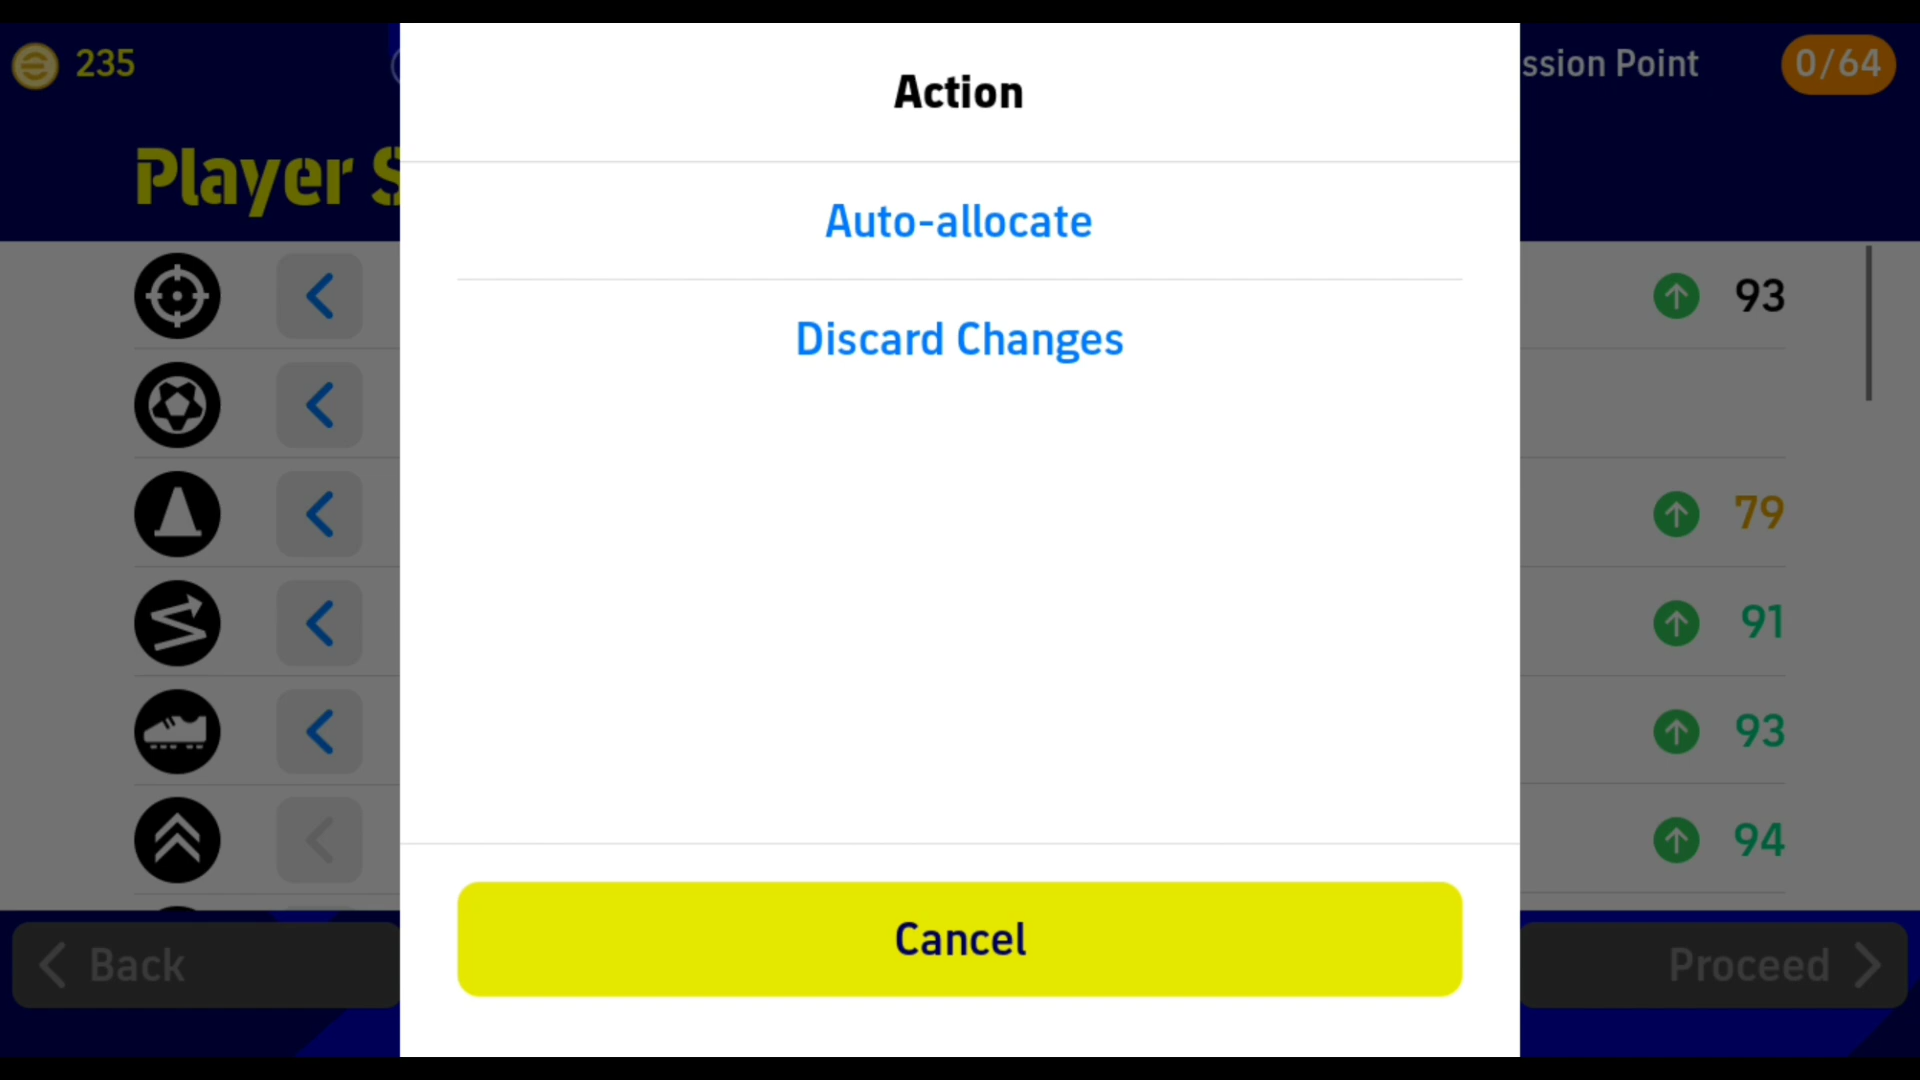 235
Action
ssion Point
0/64
Player S
Auto-allocate
Discard Changes
93
79
91
93
94
Cancel
Back
Proceed